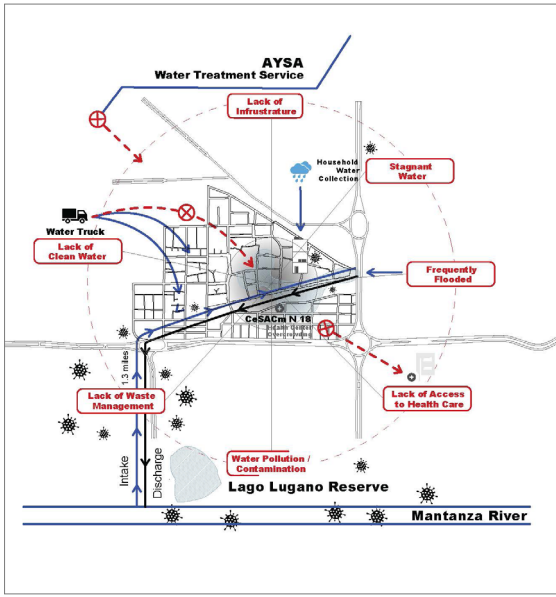 AYSA
Water Treatment Service
Lack of
Infrustrature
Household
Water
Collection
Stagnant
Water
Water Truck
Lack of
Clean Water
Frequently
Flooded
CeSACm N 18
Health Center
1.3 miles
Lack of Waste
Management
Lack of Access
to Health Care
Intake
Discharge
Water Pollution /
Contamination
Lago Lugano Reserve
Mantanza River